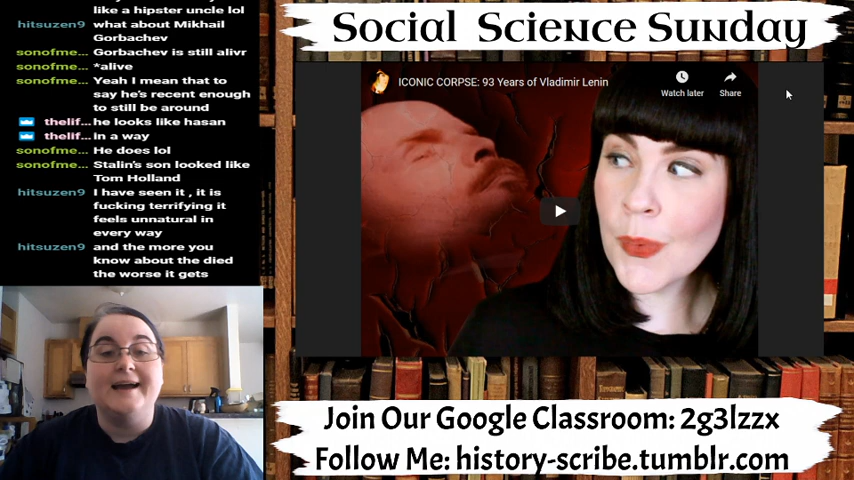 like a hipster uncle lol
hitsuzen9 what about Mikhail
Gorbachev
sonofme... Gorbachev is still alivr
sonofme... *alive
sonofme... Yeah I mean that to
say he's recent enough
to still be around
thelif... he looks like hasan
thelif... In a way
sonofme... He does lol
sonofme... Stalin's son looked like
Tom Holland
hitsuzen9 I have seen it , it is
fucking terrifying it
feels unnatural in
every way
hitsuzen9 and the more you
know about the died
the worse it gets
Social Science Sunday
ICONIC CORPSE: 93 Years of Vladimir Lenin
Watch later
Share
Join Our Google Classroom: 2g3lzzx
Follow Me: history-scribe.tumblr.com